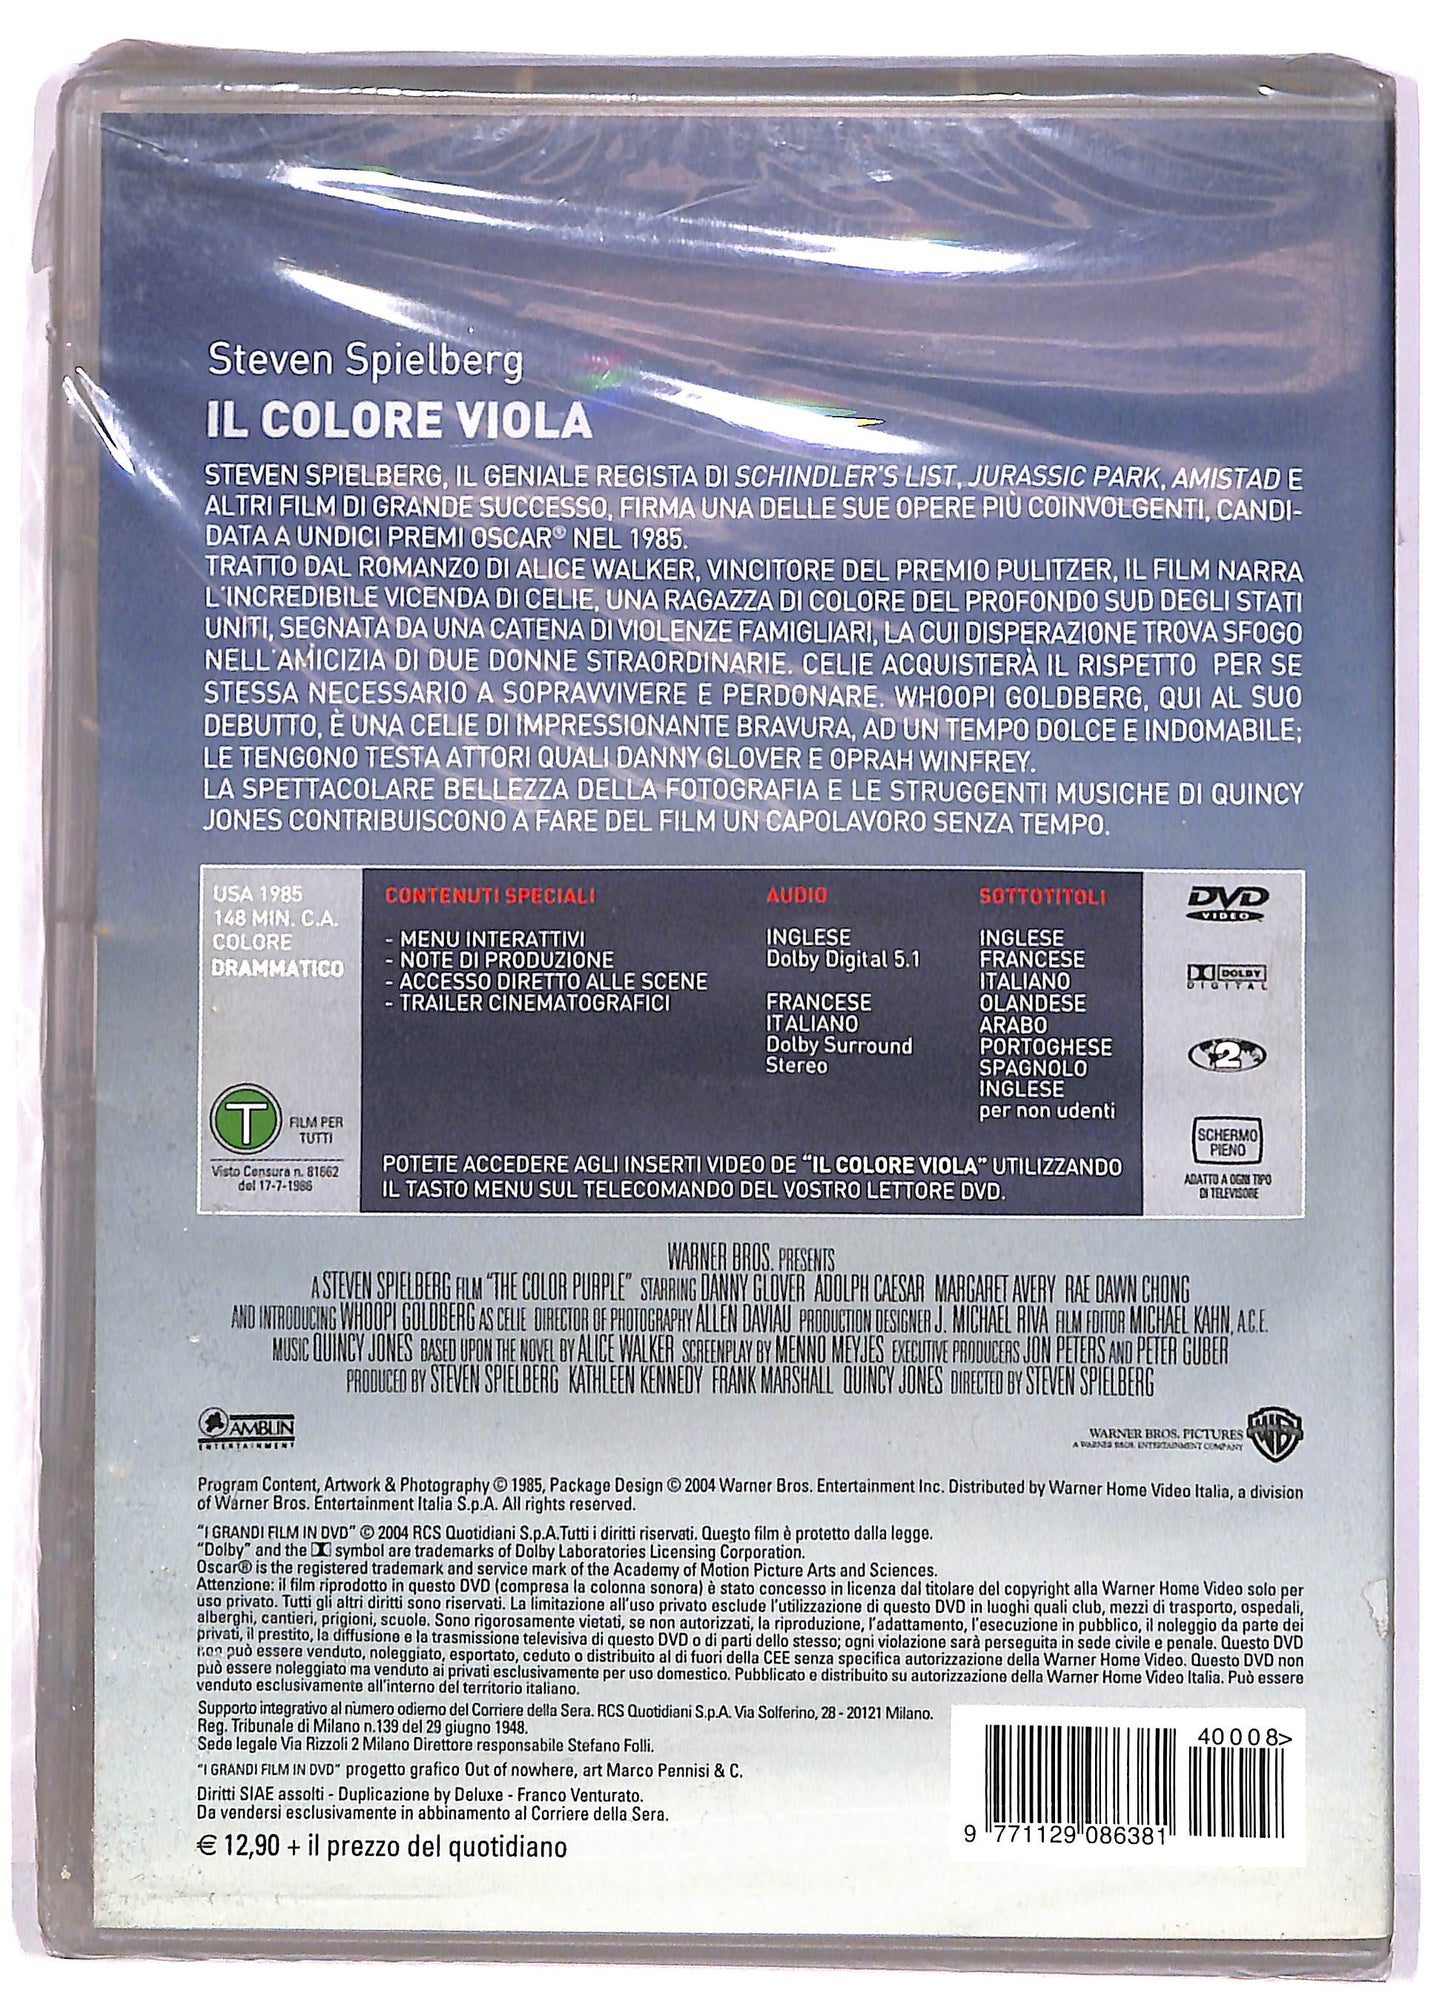 Steven Spielberg
IL COLORE VIOLA
STEVEN SPIELBERG, IL GENIALE REGISTA DI SCHINDLER'S LIST, JURASSIC PARK, AMISTAD E
ALTRI FILM DI GRANDE SUCCESSO, FIRMA UNA DELLE SUE OPERE PIÙ COINVOLGENTI, CANDI-
DATA A UNDICI PREMI OSCAR® NEL 1985.
TRATTO DAL ROMANZO DI ALICE WALKER, VINCITORE DEL PREMIO PULITZER, IL FILM NARRA
L'INCREDIBILE VICENDA DI CELIE, UNA RAGAZZA DI COLORE DEL PROFONDO SUD DEGLI STATI
UNITI, SEGNATA DA UNA CATENA DI VIOLENZE FAMIGLIARI, LA CUI DISPERAZIONE TROVA SFOGO
NELL'AMICIZIA DI DUE DONNE STRAORDINARIE. CELIE ACQUISTERÀ IL RISPETTO PER SE
STESSA NECESSARIO A SOPRAVVIVERE E PERDONARE. WHOOPI GOLDBERG, QUI AL SUO
DEBUTTO, È UNA CELIE DI IMPRESSIONANTE BRAVURA, AD UN TEMPO DOLCE E INDOMABILE;
LE TENGONO TESTA ATTORI QUALI DANNY GLOVER E OPRAH WINFREY.
LA SPETTACOLARE BELLEZZA DELLA FOTOGRAFIA E LE STRUGGENTI MUSICHE DI QUINCY
JONES CONTRIBUISCONO A FARE DEL FILM UN CAPOLAVORO SENZA TEMPO.
USA 1985
148 MIN. C.A.
COLORE
DRAMMATICO
T FILM PER
TUTTI
Visto Censura n. 81662
del 17-7-1986
CONTENUTI SPECIALI
- MENU INTERATTIVI
- NOTE DI PRODUZIONE
- ACCESSO DIRETTO ALLE SCENE
- TRAILER CINEMATOGRAFICI
AUDIO
INGLESE
Dolby Digital 5.1
FRANCESE
ITALIANO
Dolby Surround
Stereo
SOTTOTITOLI
INGLESE
FRANCESE
ITALIANO
OLANDESE
ARABO
PORTOGHESE
SPAGNOLO
INGLESE
per non udenti
POTETE ACCEDERE AGLI INSERTI VIDEO DE "IL COLORE VIOLA" UTILIZZANDO
IL TASTO MENU SUL TELECOMANDO DEL VOSTRO LETTORE DVD.
DVD
VIDEO
DOLBY
DIGITAL
2
SCHERMO
PIENO
ADATTO A OGNI TIPO
DI TELEVISORE
WARNER BROS. PRESENTS
A STEVEN SPIELBERG FILM "THE COLOR PURPLE" STARRING DANNY GLOVER ADOLPH CAESAR MARGARET AVERY RAE DAWN CHONG
AND INTRODUCING WHOOPI GOLDBERG AS CELIE DIRECTOR OF PHOTOGRAPHY ALLEN DAVIAU PRODUCTION DESIGNER J. MICHAEL RIVA FILM EDITOR MICHAEL KAHN, A.C.E.
MUSIC QUINCY JONES BASED UPON THE NOVEL BY ALICE WALKER SCREENPLAY BY MENNO MEYJES EXECUTIVE PRODUCERS JON PETERS AND PETER GUBER
PRODUCED BY STEVEN SPIELBERG KATHLEEN KENNEDY FRANK MARSHALL QUINCY JONES DIRECTED BY STEVEN SPIELBERG
AMBLIN
ENTERTAINMENT
WARNER BROS. PICTURES
A WARNER BROS. ENTERTAINMENT COMPANY
Program Content, Artwork & Photography © 1985, Package Design © 2004 Warner Bros. Entertainment Inc. Distributed by Warner Home Video Italia, a division
of Warner Bros. Entertainment Italia S.p.A. All rights reserved.
"I GRANDI FILM IN DVD" © 2004 RCS Quotidiani S.p.A.Tutti i diritti riservati. Questo film è protetto dalla legge.
"Dolby" and the symbol are trademarks of Dolby Laboratories Licensing Corporation.
Oscar® is the registered trademark and service mark of the Academy of Motion Picture Arts and Sciences.
Attenzione: il film riprodotto in questo DVD (compresa la colonna sonora) è stato concesso in licenza dal titolare del copyright alla Warner Home Video solo per
uso privato. Tutti gli altri diritti sono riservati. La limitazione all'uso privato esclude l'utilizzazione di questo DVD in luoghi quali club, mezzi di trasporto, ospedali,
alberghi, cantieri, prigioni, scuole. Sono rigorosamente vietati, se non autorizzati, la riproduzione, l'adattamento, l'esecuzione in pubblico, il noleggio da parte dei
privati, il prestito, la diffusione e la trasmissione televisiva di questo DVD o di parti dello stesso; ogni violazione sarà perseguita in sede civile e penale. Questo DVD
non può essere venduto, noleggiato, esportato, ceduto o distribuito al di fuori della CEE senza specifica autorizzazione della Warner Home Video. Questo DVD non
può essere noleggiato ma venduto ai privati esclusivamente per uso domestico. Pubblicato e distribuito su autorizzazione della Warner Home Video Italia. Può essere
venduto esclusivamente all'interno del territorio italiano.
Supporto integrativo al numero odierno del Corriere della Sera. RCS Quotidiani S.p.A. Via Solferino, 28 - 20121 Milano.
Reg. Tribunale di Milano n.139 del 29 giugno 1948.
Sede legale Via Rizzoli 2 Milano Direttore responsabile Stefano Folli.
"I GRANDI FILM IN DVD" progetto grafico Out of nowhere, art Marco Pennisi & C.
Diritti SIAE assolti - Duplicazione by Deluxe - Franco Venturato.
Da vendersi esclusivamente in abbinamento al Corriere della Sera.
€ 12,90 + il prezzo del quotidiano
40008>
9 771129 086381